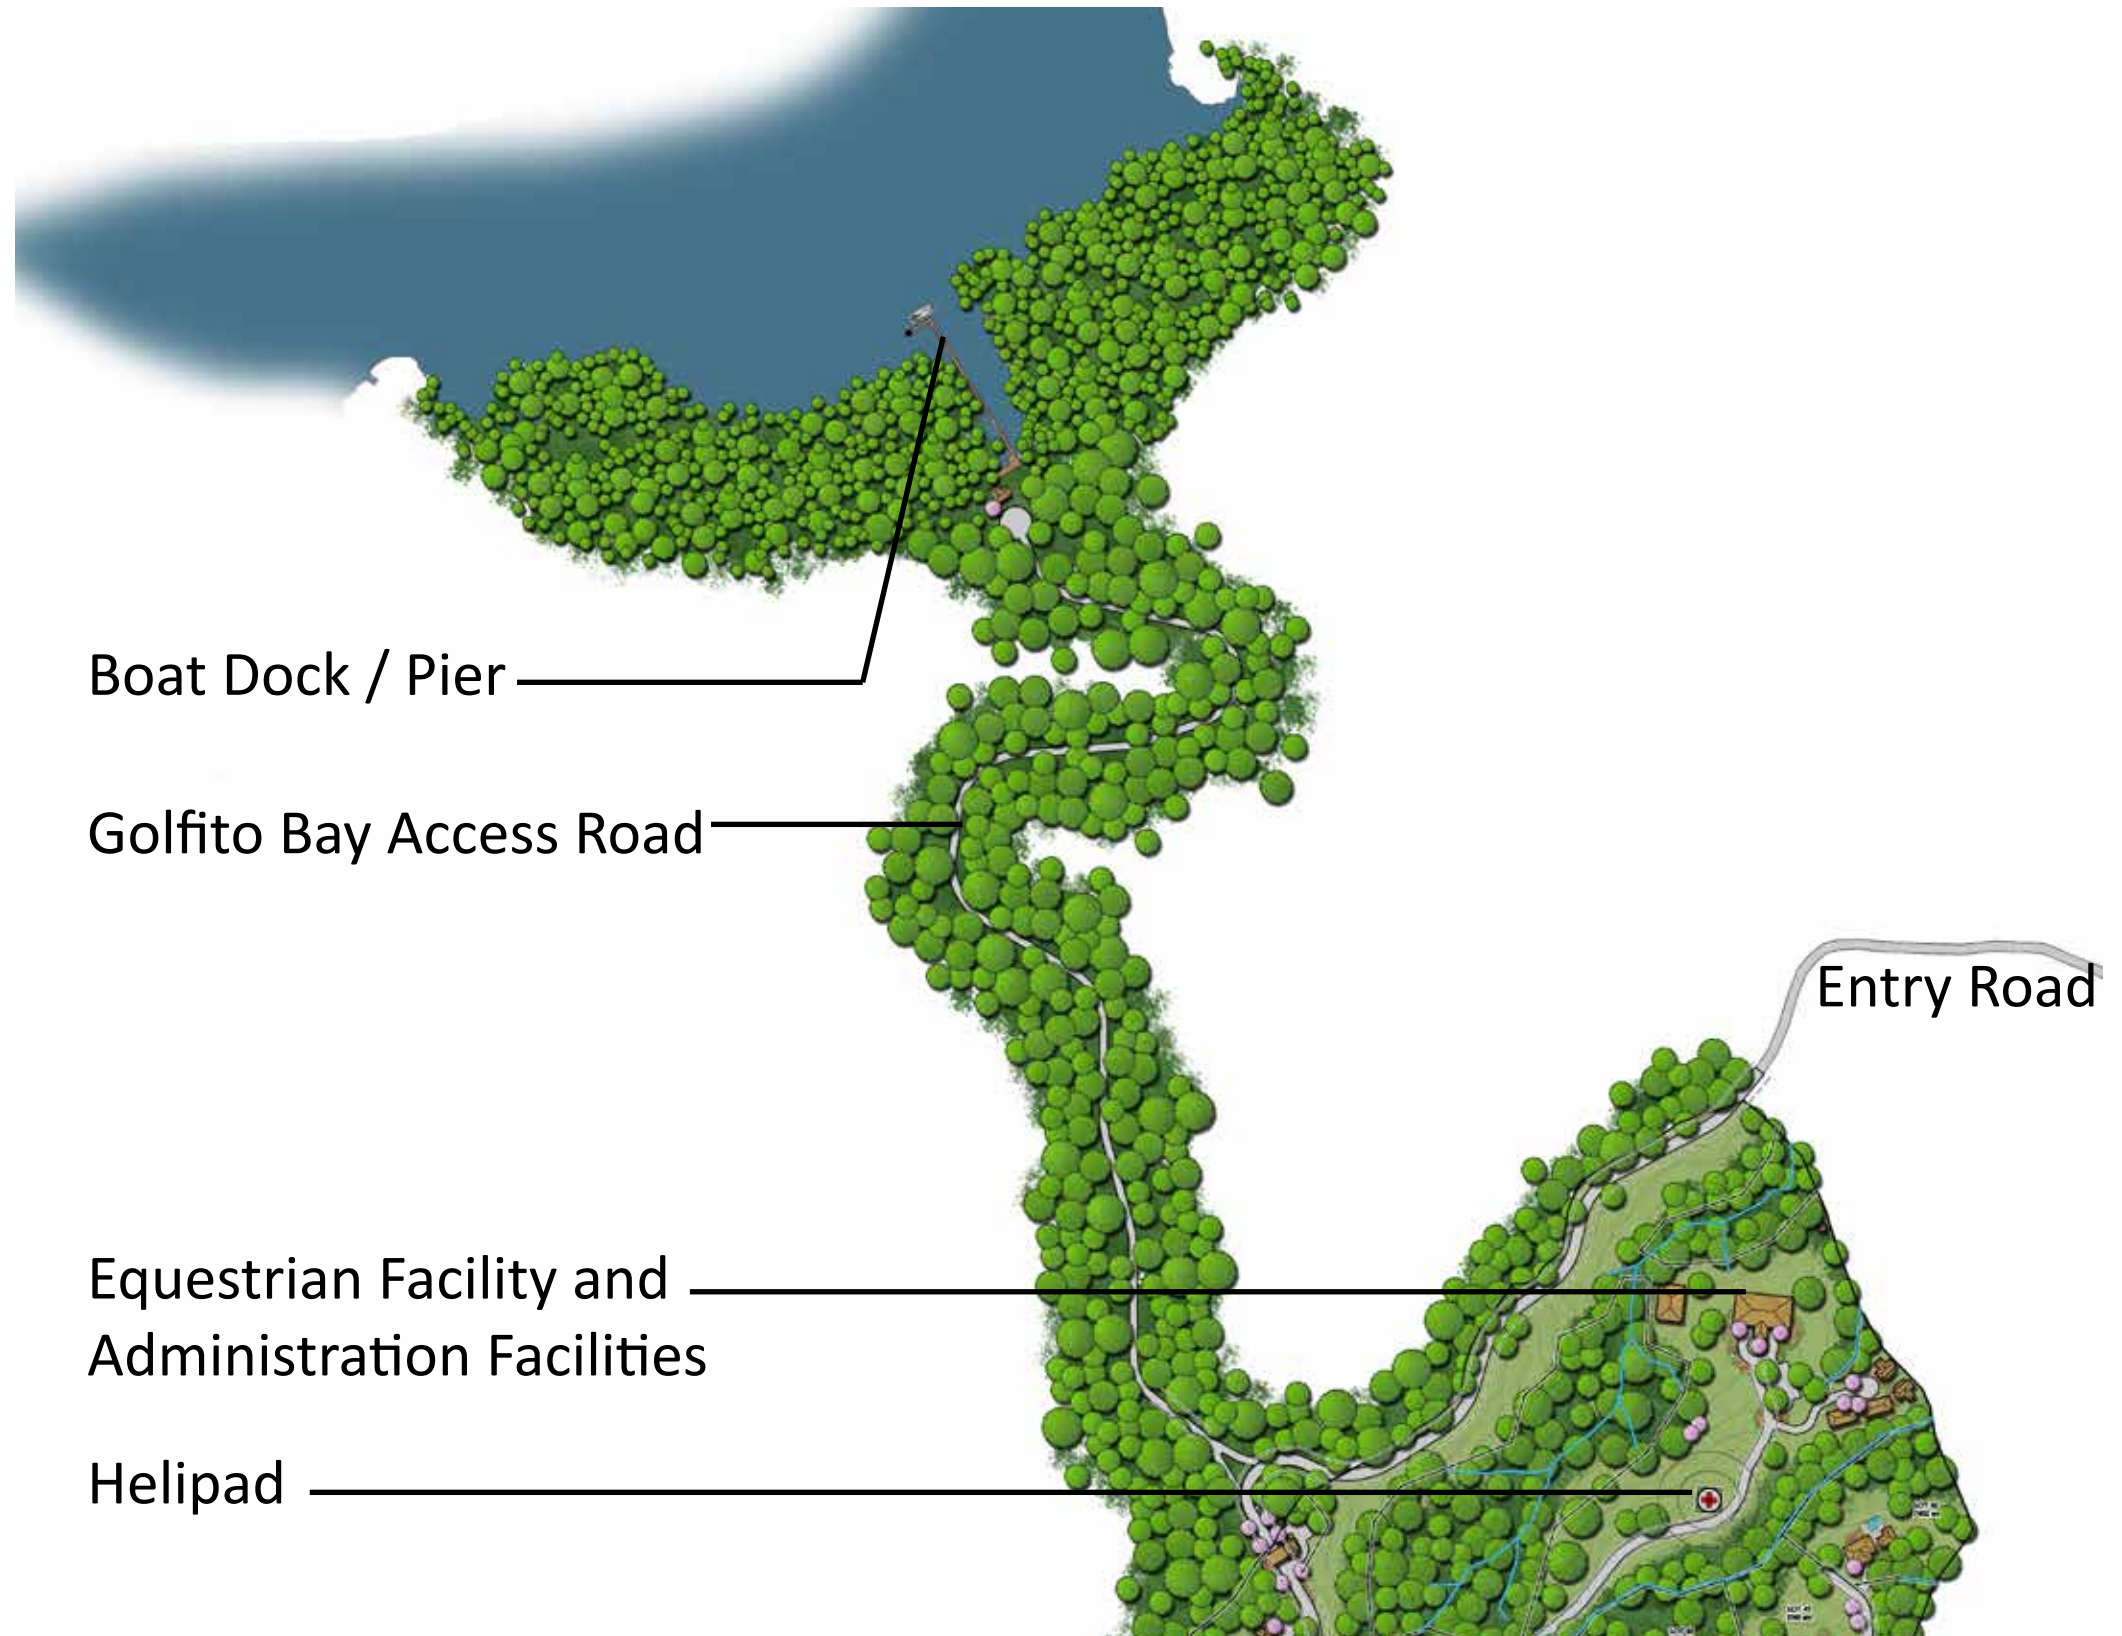 Boat Dock / Pier
Golfito Bay Access Road
Entry Road
Equestrian Facility and
Administration Facilities
Helipad